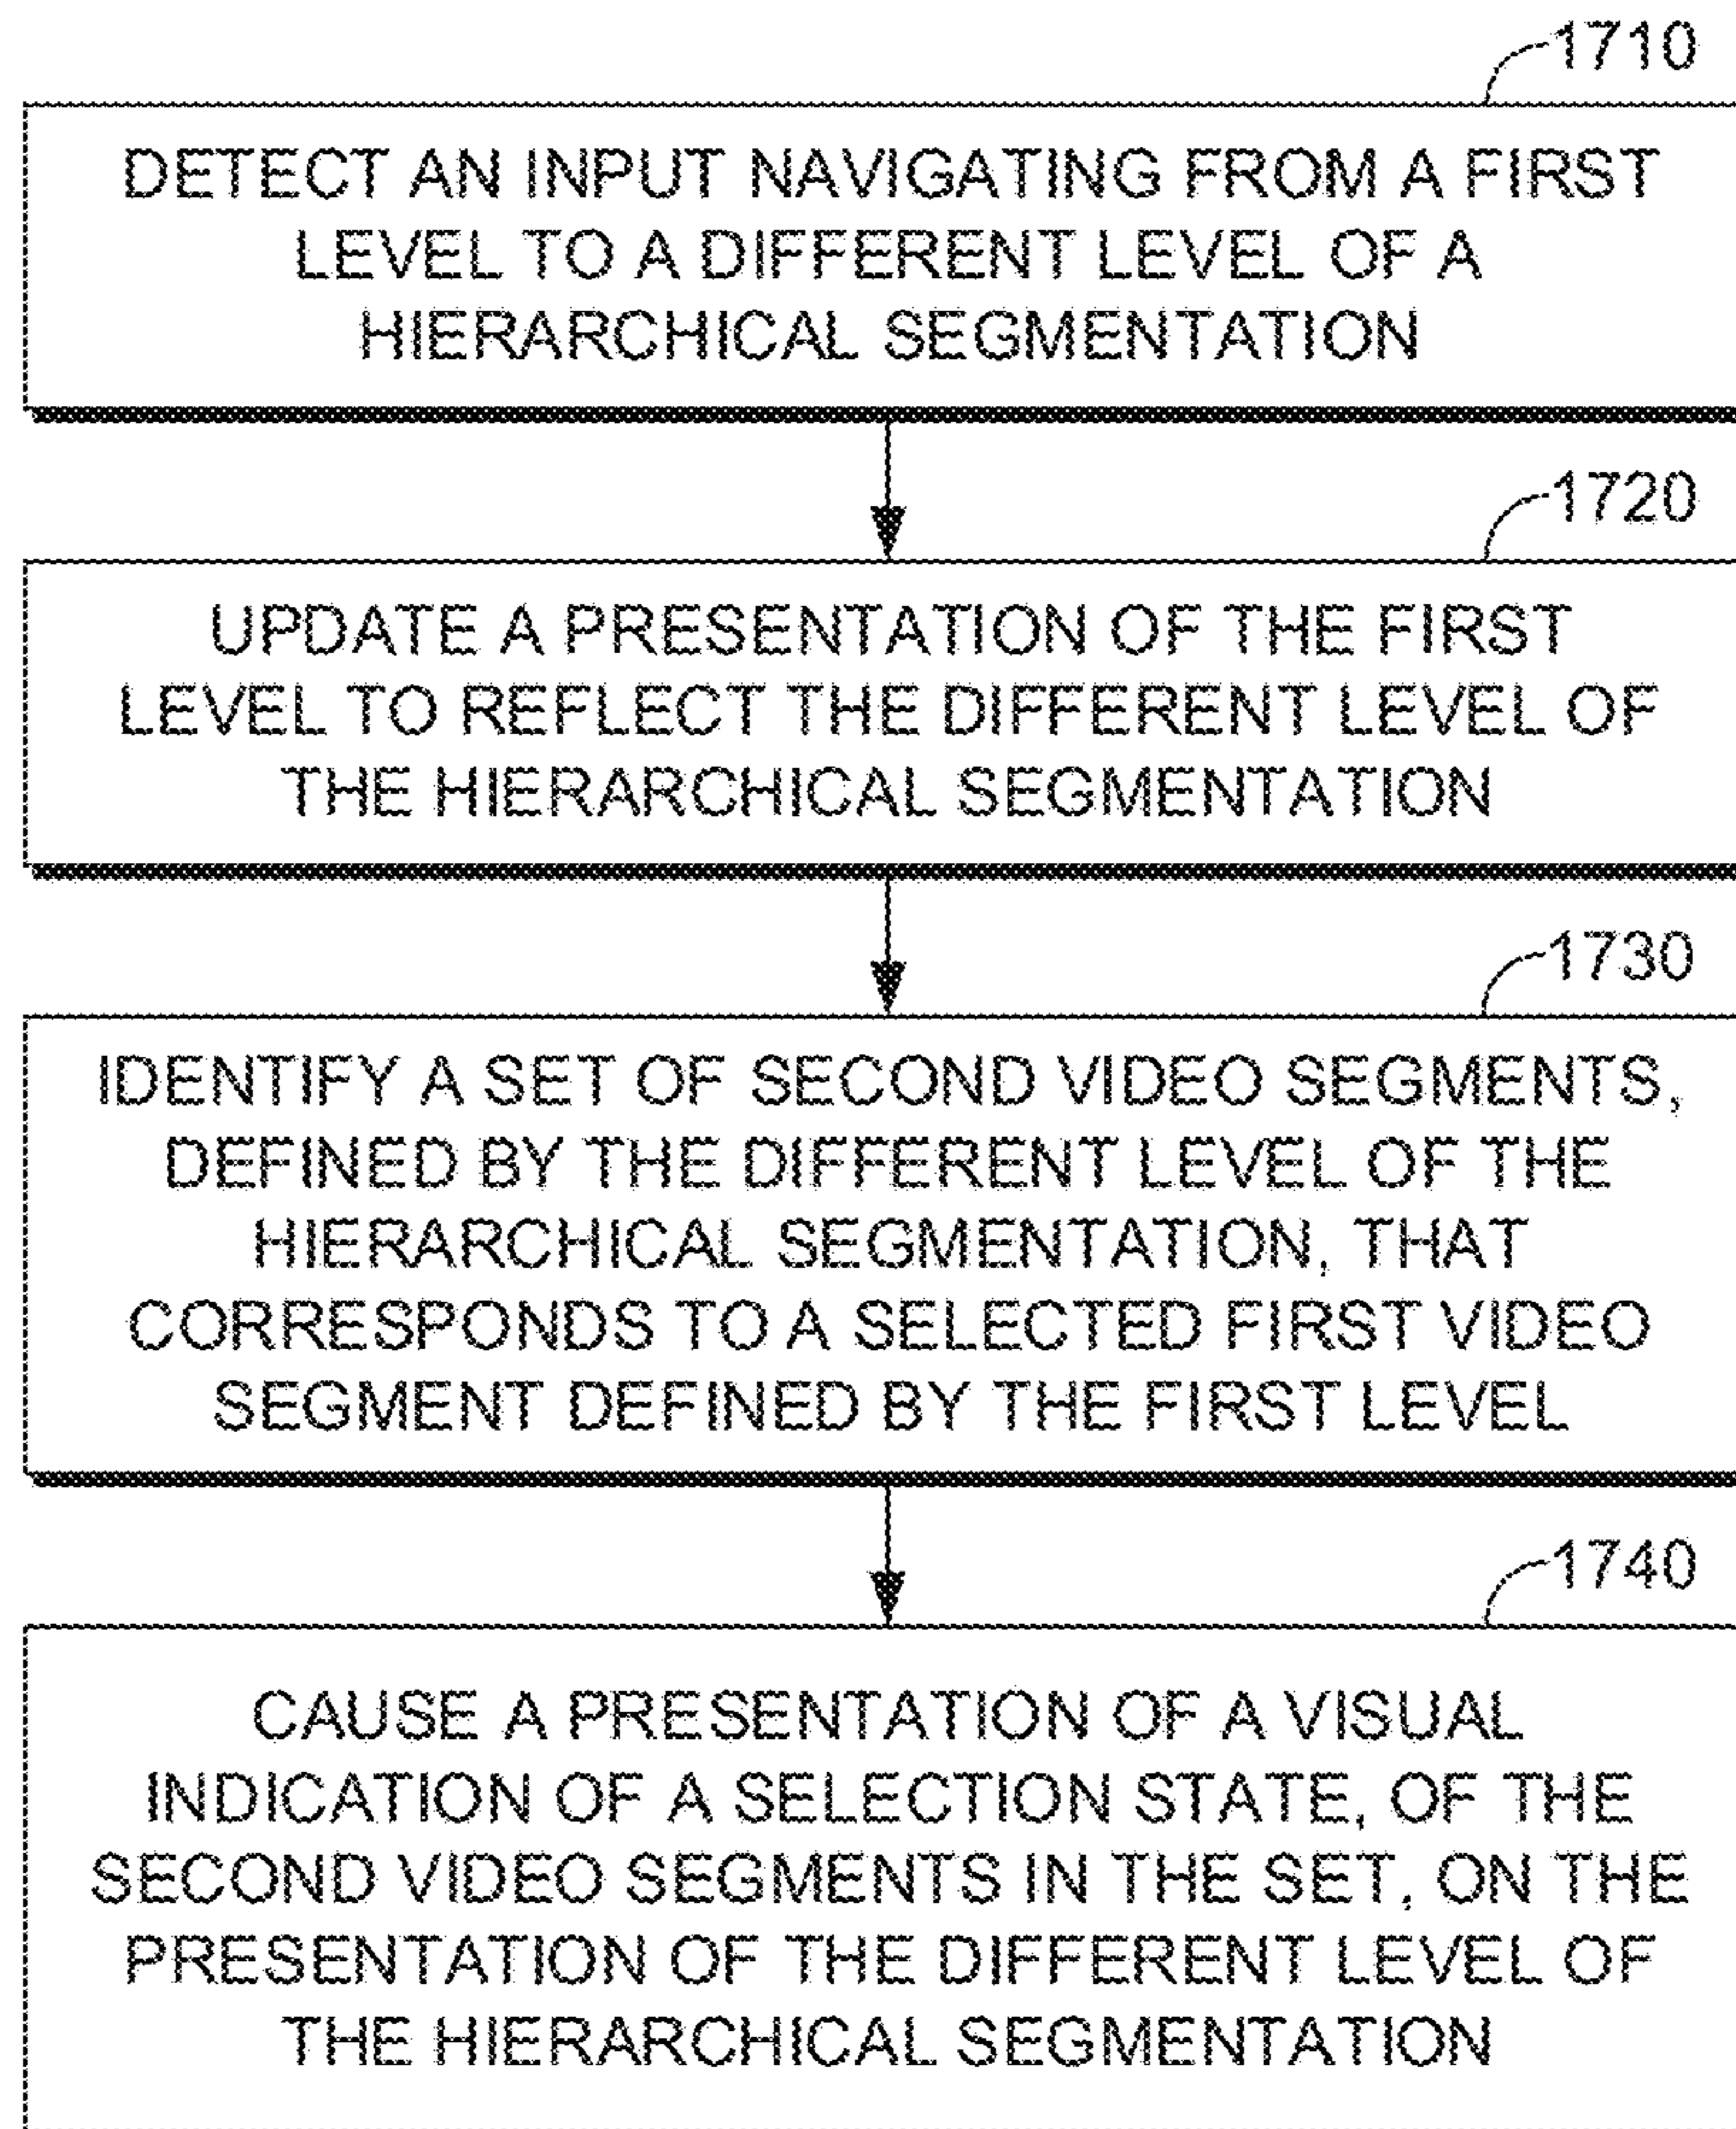 1710
DETECT AN INPUT NAVIGATING FROM A FIRST
LEVEL TO A DIFFERENT LEVEL OF A
HIERARCHICAL SEGMENTATION
1720
UPDATE A PRESENTATION OF THE FIRST
LEVEL TO REFLECT THE DIFFERENT LEVEL OF
THE HIERARCHICAL SEGMENTATION
1730
IDENTIFY A SET OF SECOND VIDEO SEGMENTS,
DEFINED BY THE DIFFERENT LEVEL OF THE
HIERARCHICAL SEGMENTATION, THAT
CORRESPONDS TO A SELECTED FIRST VIDEO
SEGMENT DEFINED BY THE FIRST LEVEL
1740
CAUSE A PRESENTATION OF A VISUAL
INDICATION OF A SELECTION STATE, OF THE
SECOND VIDEO SEGMENTS IN THE SET, ON THE
PRESENTATION OF THE DIFFERENT LEVEL OF
THE HIERARCHICAL SEGMENTATION